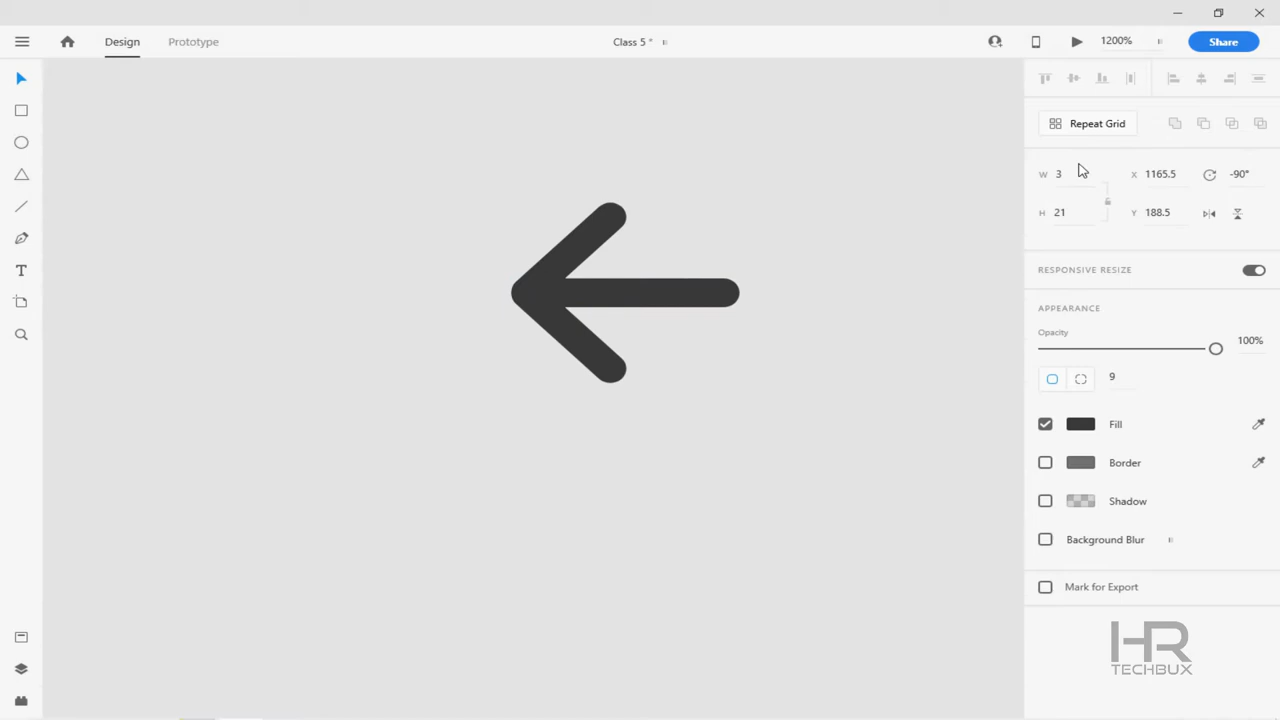 Design
Prototype
Class 5 *
1200%
Share
Repeat Grid
W 3
X 1165.5
-90°
H 21
Y 188.5
RESPONSIVE RESIZE
APPEARANCE
Opacity
100%
9
Fill
Border
Shadow
Background Blur
Mark for Export
HR
TECHBUX
T